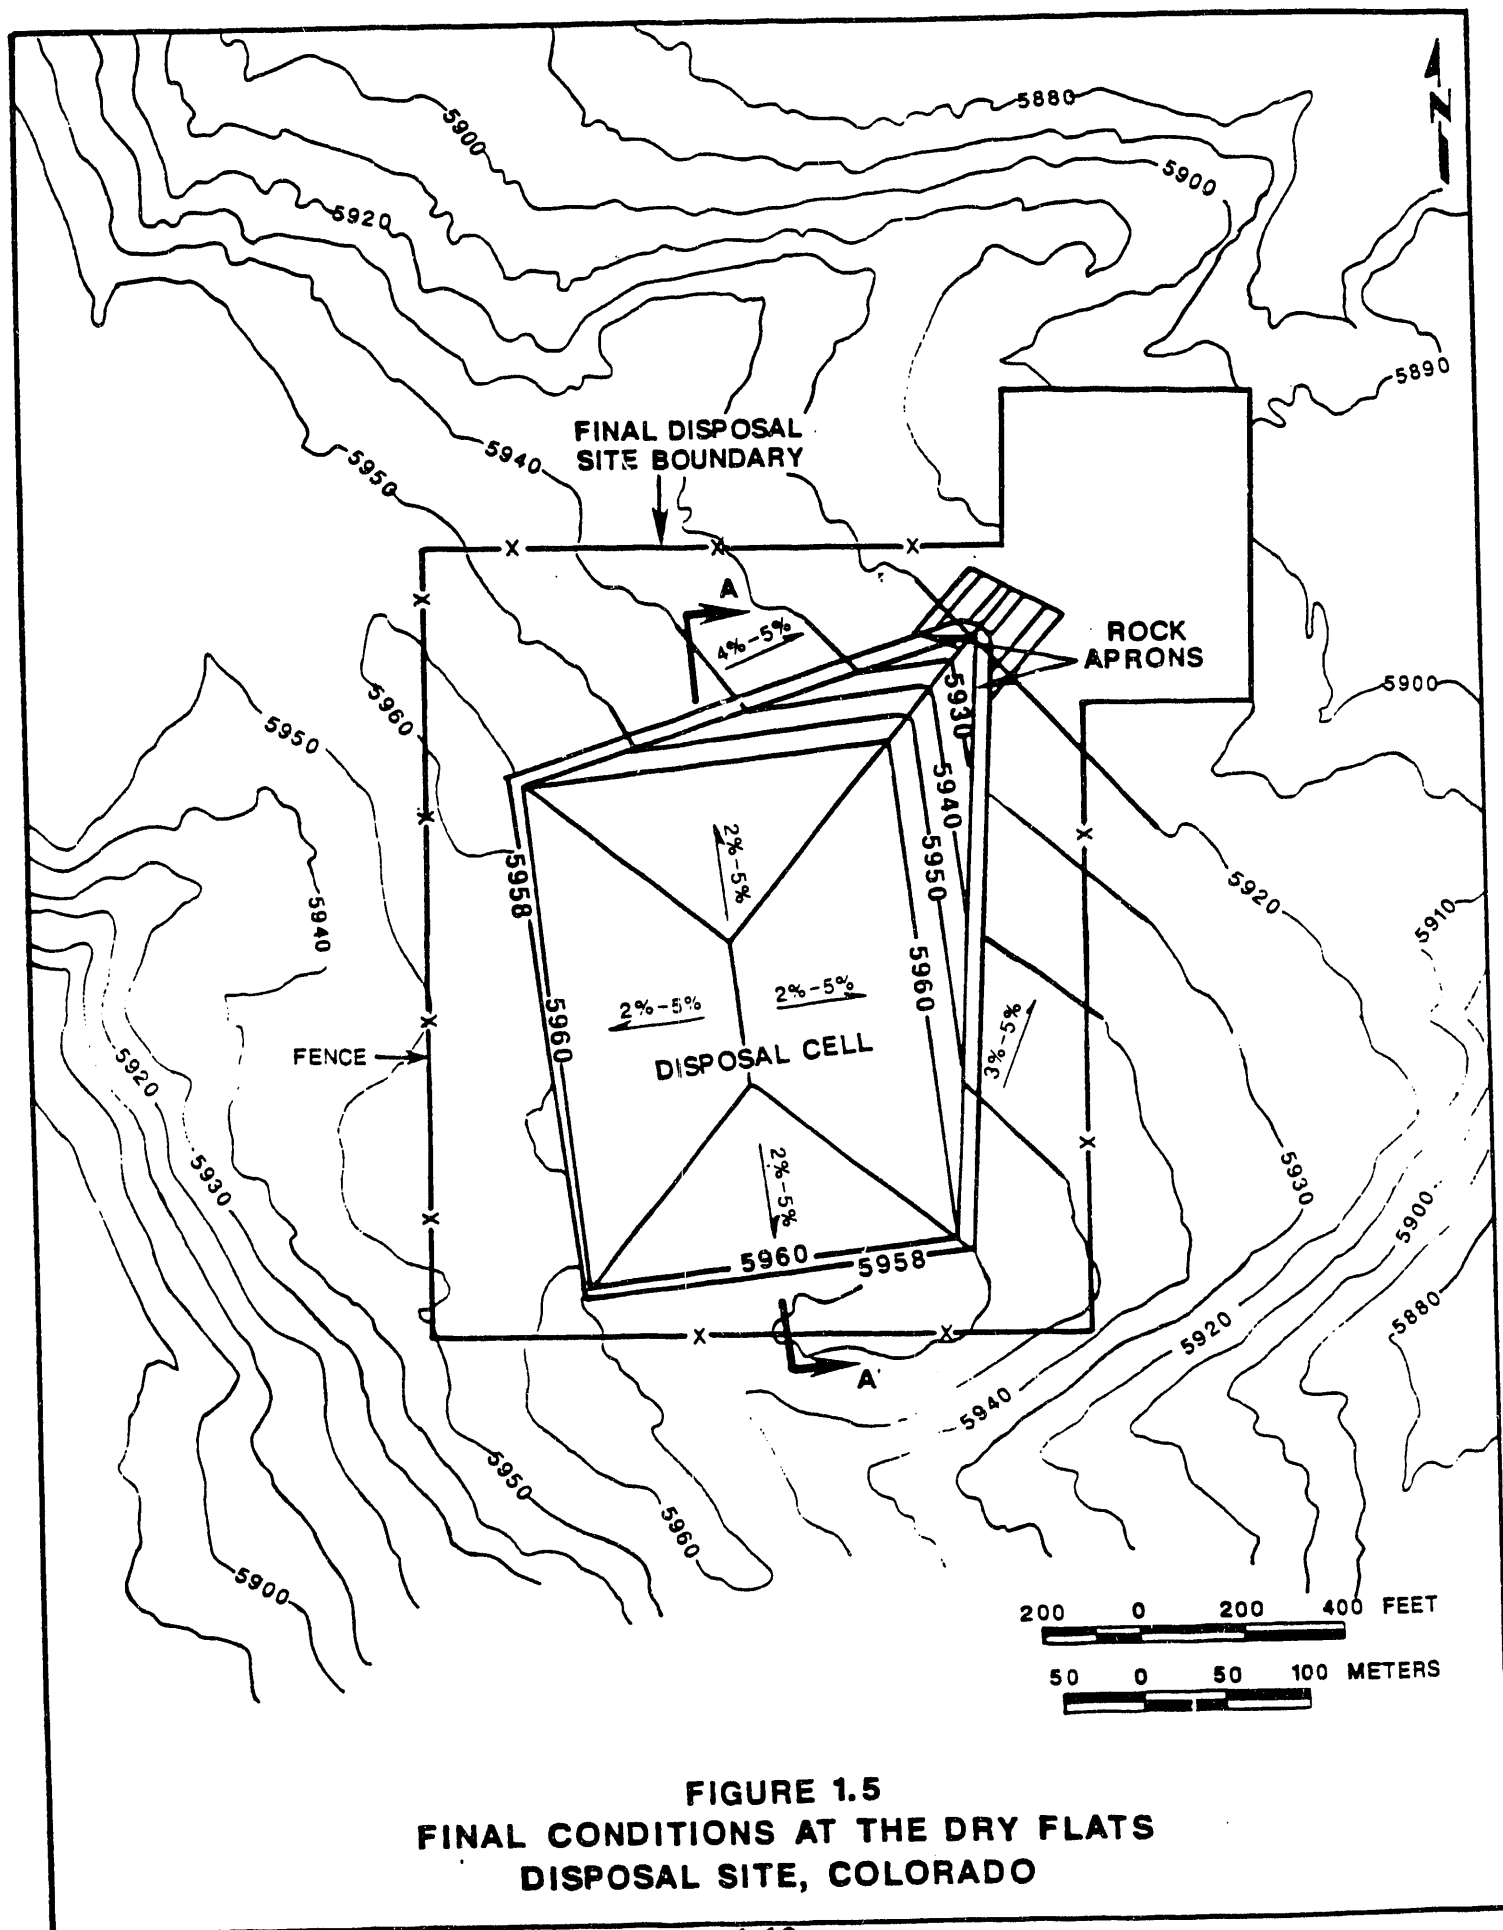 5880
N
5900
5900
5920
5890
FINAL DISPOSAL
SITE BOUNDARY
5940
5950
X
X
X
A
X
4%-5%
ROCK
APRONS
5900
5960
5930
5950
5940
X
X
2%-5%
5950
5958
5920
5940
5910
5960
2%-5%
2%-5%
X
5960
3%-5%
FENCE
DISPOSAL CELL
5920
X
2%-5%
5930
5930
5900
X
5960
5958
5880
X
X
5920
A'
5940
5950
5960
5900
200 0 200 400 FEET
50 0 50 100 METERS
FIGURE 1.5
FINAL CONDITIONS AT THE DRY FLATS
DISPOSAL SITE, COLORADO